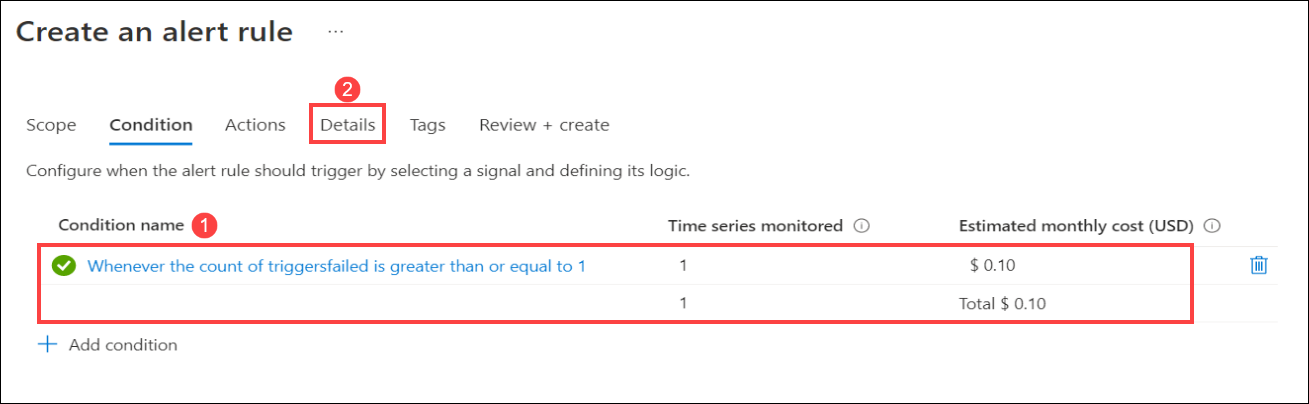 Create an alert rule ...
2
Scope Condition Actions Details Tags Review + create
Configure when the alert rule should trigger by selecting a signal and defining its logic.
Condition name 1 Time series monitored Estimated monthly cost (USD)
Whenever the count of triggersfailed is greater than or equal to 1 1 $ 0.10
1 Total $ 0.10
+ Add condition